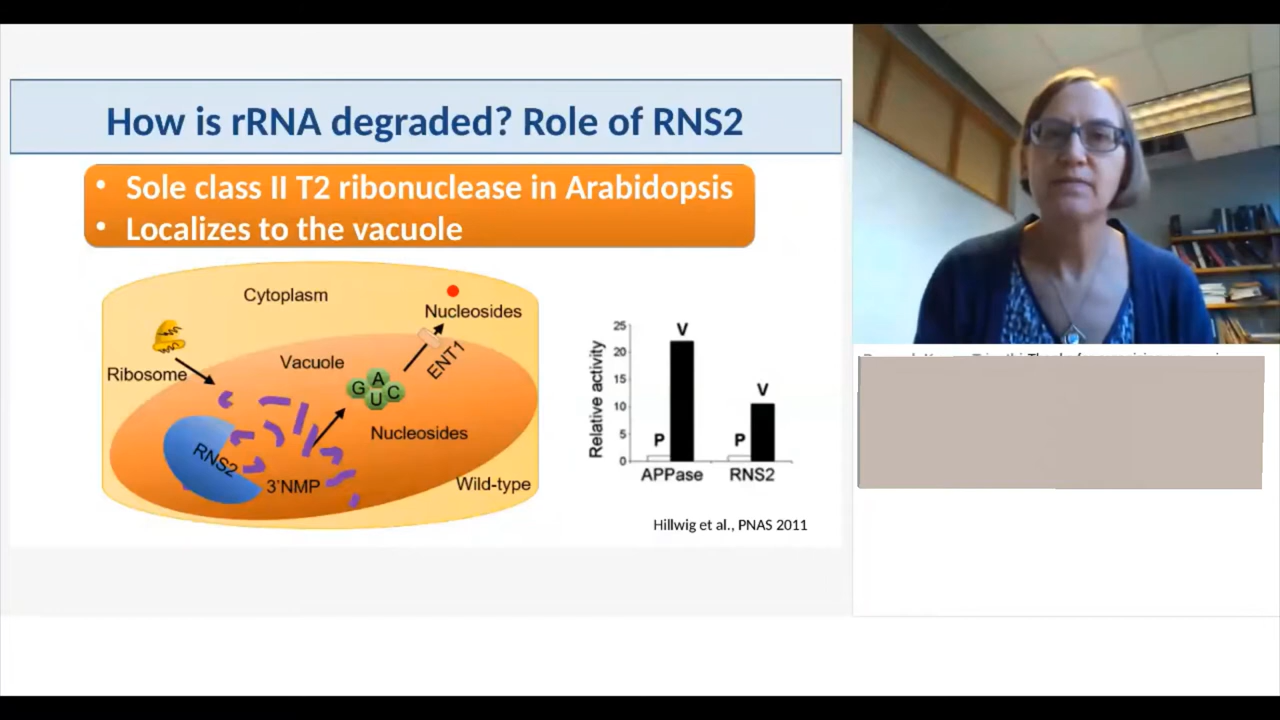 How is rRNA degraded? Role of RNS2
• Sole class II T2 ribonuclease in Arabidopsis
• Localizes to the vacuole
Cytoplasm
Nucleosides
Ribosome
Vacuole
ENT1
G A U C
Nucleosides
RNS2
3'NMP
Wild-type
Relative activity
25
20
15
10
5
0
P
V
P
V
APPase
RNS2
Hillwig et al., PNAS 2011